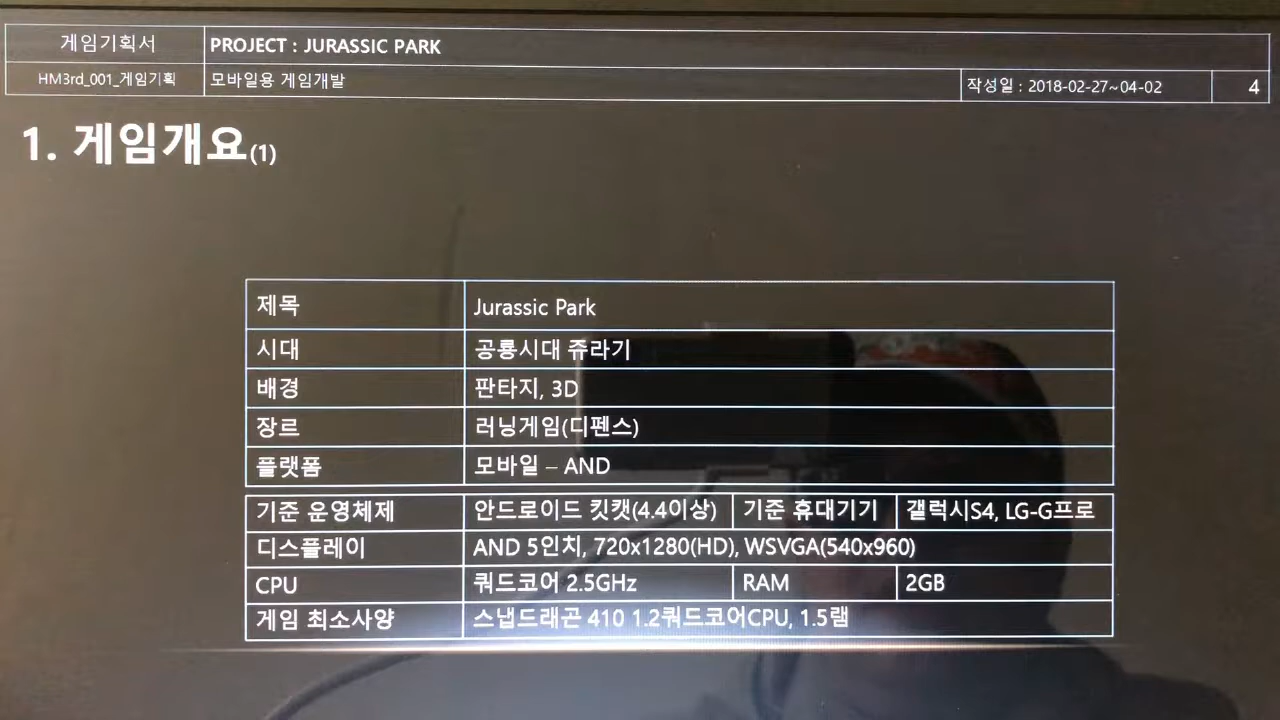 게임기획서 PROJECT : JURASSIC PARK
HM3rd_001_게임기획 모바일용 게임개발 작성일 : 2018-02-27~04-02 4
1. 게임개요(1)
제목 Jurassic Park
시대 공룡시대 쥬라기
배경 판타지, 3D
장르 러닝게임(디펜스)
플랫폼 모바일 – AND
기준 운영체제 안드로이드 킷캣(4.4이상) 기준 휴대기기 갤럭시S4, LG-G프로
디스플레이 AND 5인치, 720x1280(HD), WSVGA(540x960)
CPU 쿼드코어 2.5GHz RAM 2GB
게임 최소사양 스냅드래곤 410 1.2쿼드코어CPU, 1.5램